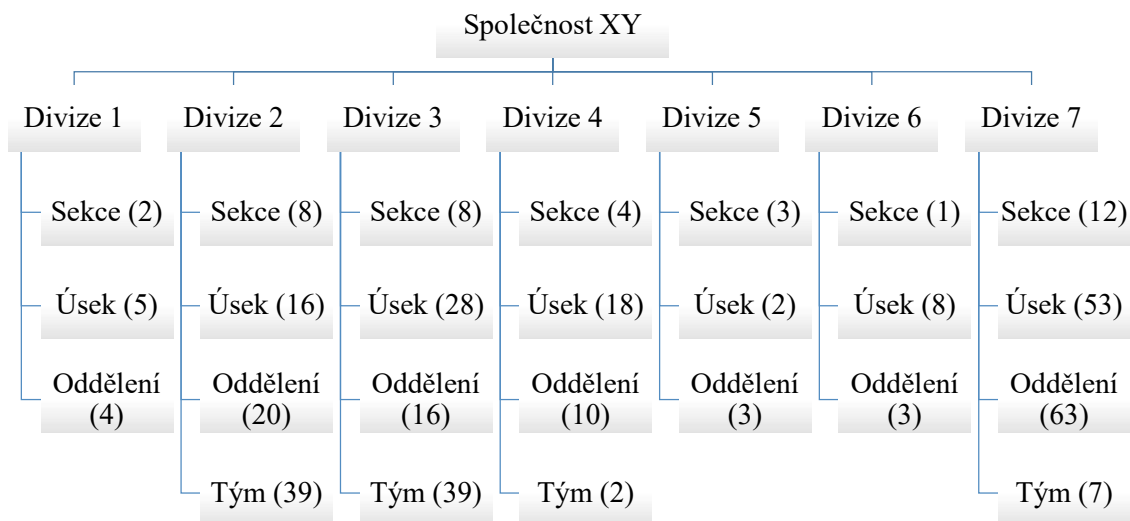 Společnost XY
Divize 1
Divize 2
Divize 3
Divize 4
Divize 5
Divize 6
Divize 7
Sekce (2)
Sekce (8)
Sekce (8)
Sekce (4)
Sekce (3)
Sekce (1)
Sekce (12)
Úsek (5)
Úsek (16)
Úsek (28)
Úsek (18)
Úsek (2)
Úsek (8)
Úsek (53)
Oddělení
(4)
Oddělení
(20)
Oddělení
(16)
Oddělení
(10)
Oddělení
(3)
Oddělení
(3)
Oddělení
(63)
Tým (39)
Tým (39)
Tým (2)
Tým (7)